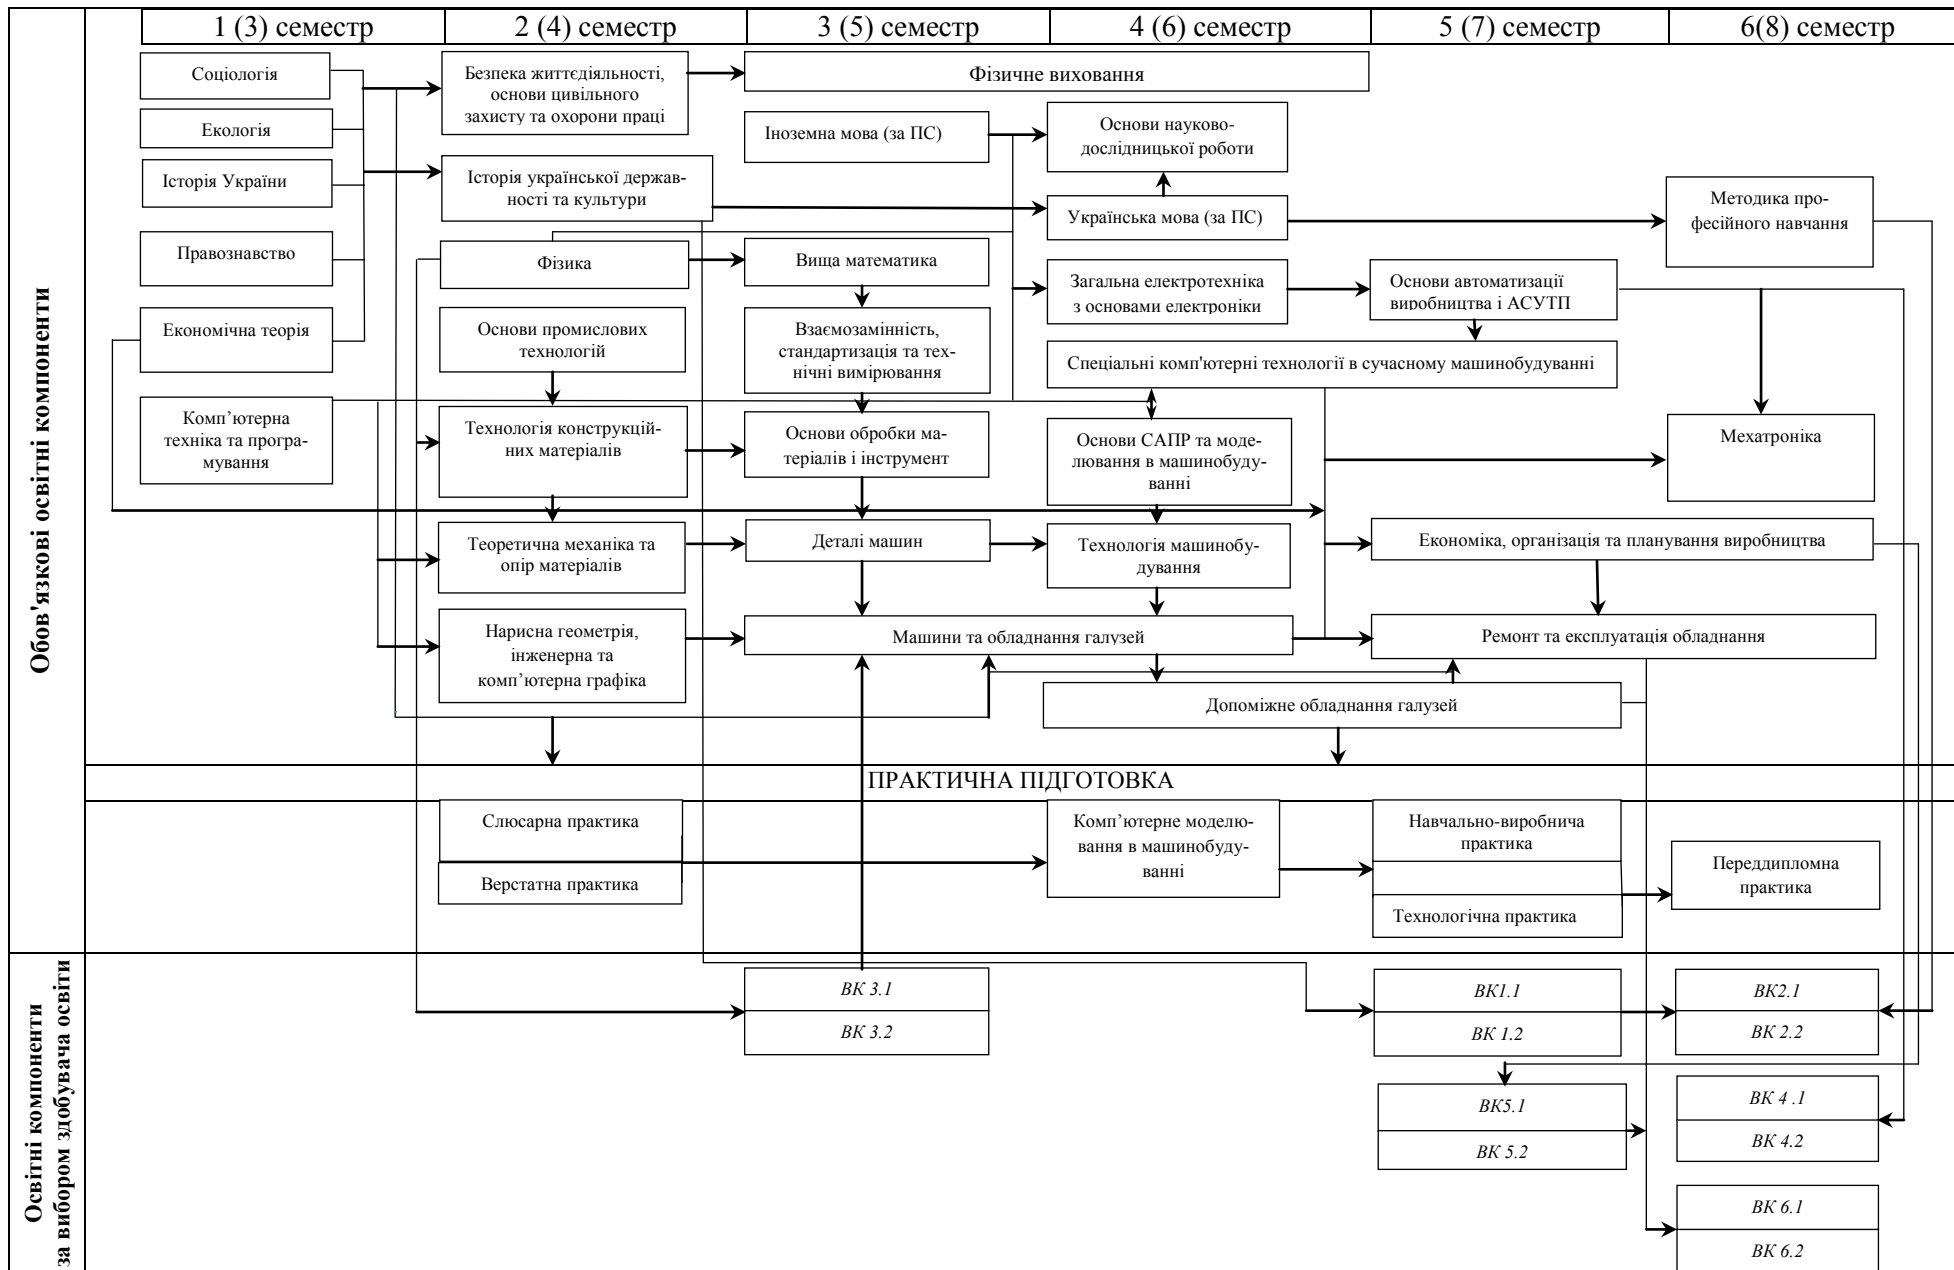 1 (3) семестр
2 (4) семестр
3 (5) семестр
4 (6) семестр
5 (7) семестр
6(8) семестр
Обов'язкові освітні компоненти
Соціологія
Екологія
Історія України
Правознавство
Економічна теорія
Комп’ютерна
техніка та програ-
мування
Безпека життєдіяльності,
основи цивільного
захисту та охорони праці
Історія української держав-
ності та культури
Фізика
Основи промислових
технологій
Технологія конструкцій-
них матеріалів
Теоретична механіка та
опір матеріалів
Нарисна геометрія,
інженерна та
комп’ютерна графіка
Фізичне виховання
Іноземна мова (за ПС)
Вища математика
Взаємозамінність,
стандартизація та тех-
нічні вимірювання
Основи обробки ма-
теріалів і інструмент
Деталі машин
Машини та обладнання галузей
Основи науково-
дослідницької роботи
Українська мова (за ПС)
Загальна електротехніка
з основами електроніки
Спеціальні комп'ютерні технології в сучасному машинобудуванні
Основи САПР та моде-
лювання в машинобуду-
ванні
Технологія машинобу-
дування
Допоміжне обладнання галузей
Основи автоматизації
виробництва і АСУТП
Економіка, організація та планування виробництва
Ремонт та експлуатація обладнання
Методика про-
фесійного навчання
Мехатроніка
ПРАКТИЧНА ПІДГОТОВКА
Слюсарна практика
Верстатна практика
Комп’ютерне моделю-
вання в машинобуду-
ванні
Навчально-виробнича
практика
Технологічна практика
Переддипломна
практика
Освітні компоненти
за вибором здобувача освіти
ВК 3.1
ВК 3.2
ВК1.1
ВК 1.2
ВК2.1
ВК 2.2
ВК5.1
ВК 5.2
ВК 4 .1
ВК 4.2
ВК 6.1
ВК 6.2